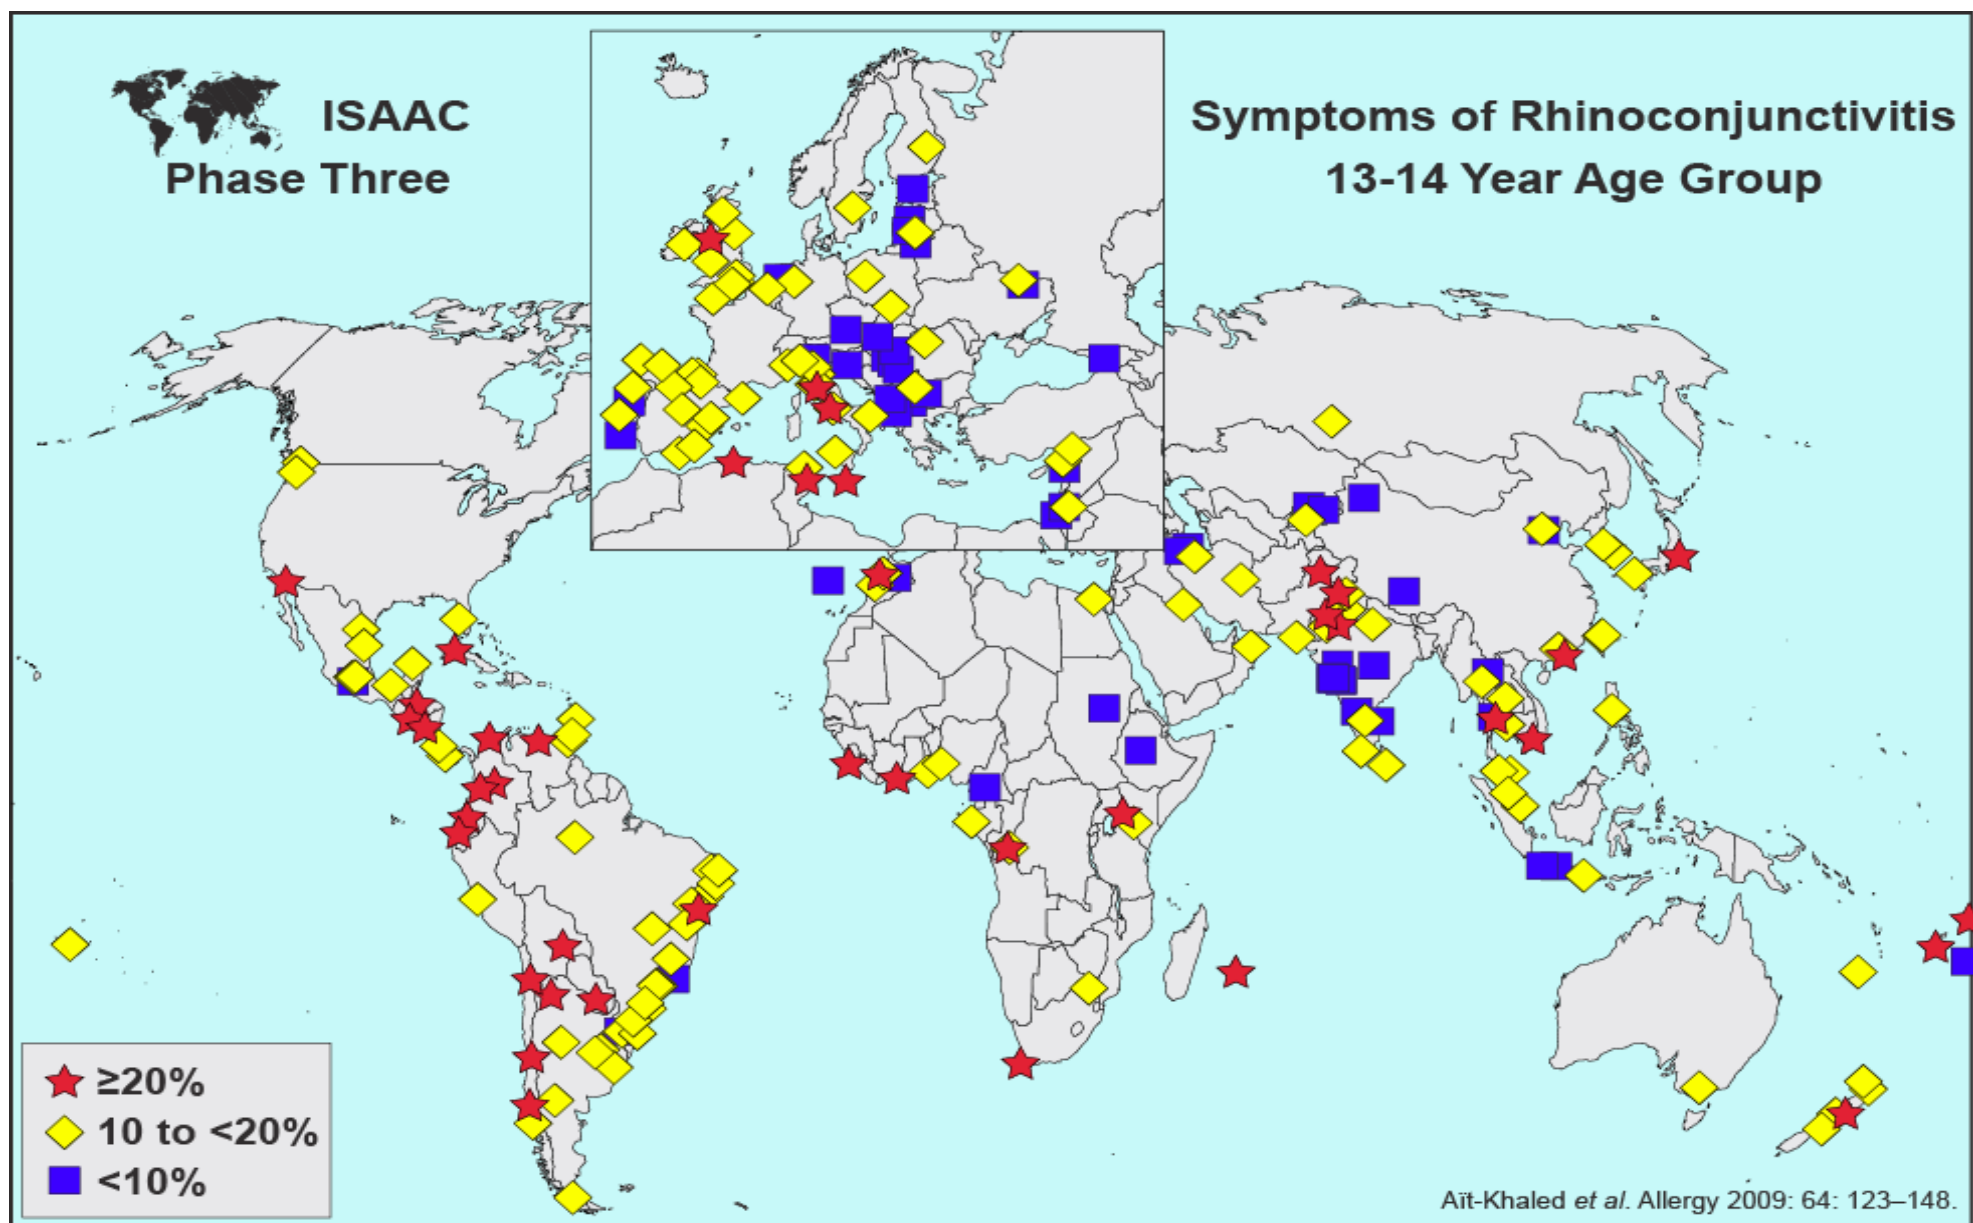 ISAAC
Phase Three
Symptoms of Rhinoconjunctivitis
13-14 Year Age Group
≥20%
10 to <20%
<10%
Aït-Khaled et al. Allergy 2009: 64: 123–148.